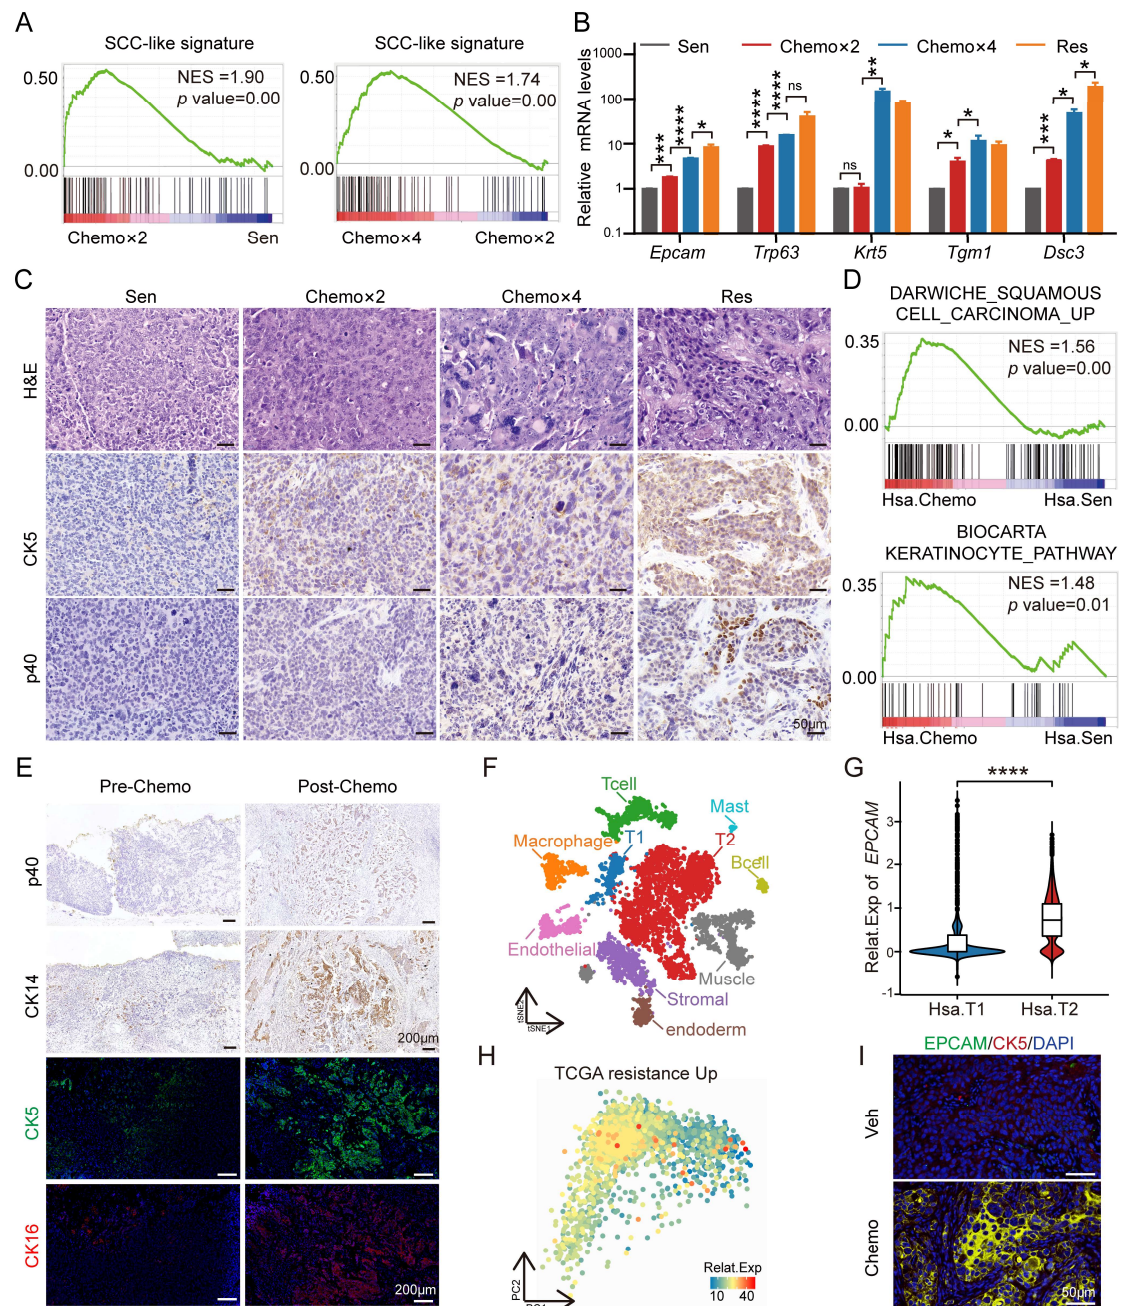 A
SCC-like signature
0.50
NES =1.90
p value=0.00
0.00
Chemo×2
Sen
SCC-like signature
0.50
NES =1.74
p value=0.00
0.00
Chemo×4
Chemo×2
B
Sen
Chemo×2
Chemo×4
Res
Relative mRNA levels
1000
100
10
1
0.1
***
****
*
****
****
ns
ns
**
*
*
***
*
*
Epcam
Trp63
Krt5
Tgm1
Dsc3
C
Sen
Chemo×2
Chemo×4
Res
H&E
CK5
p40
50μm
D
DARWICHE_SQUAMOUS
CELL_CARCINOMA_UP
0.35
NES =1.56
p value=0.00
0.00
Hsa.Chemo
Hsa.Sen
BIOCARTA
KERATINOCYTE_PATHWAY
0.35
NES =1.48
p value=0.01
0.00
Hsa.Chemo
Hsa.Sen
E
Pre-Chemo
Post-Chemo
p40
CK14
200μm
CK5
CK16
200μm
F
Tcell
Mast
Macrophage
T1
T2
Bcell
Endothelial
Muscle
Stromal
endoderm
tSNE2
tSNE1
G
****
Relat.Exp of EPCAM
3
2
1
0
-1
Hsa.T1
Hsa.T2
H
TCGA resistance Up
Relat.Exp
10
40
PC2
I
EPCAM/CK5/DAPI
Veh
Chemo
50μm